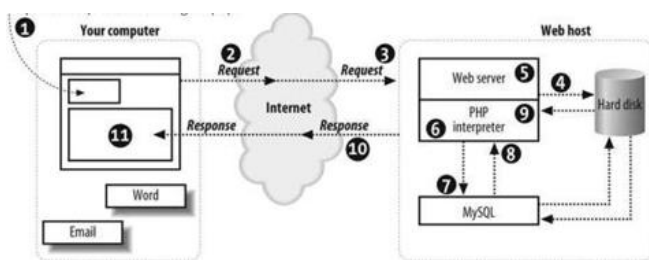 1
Your computer
Web host
2
3
Request
Request
Web server
5
4
Hard disk
Internet
PHP
interpreter
6
9
11
Response
Response
10
7
8
Word
MySQL
Email